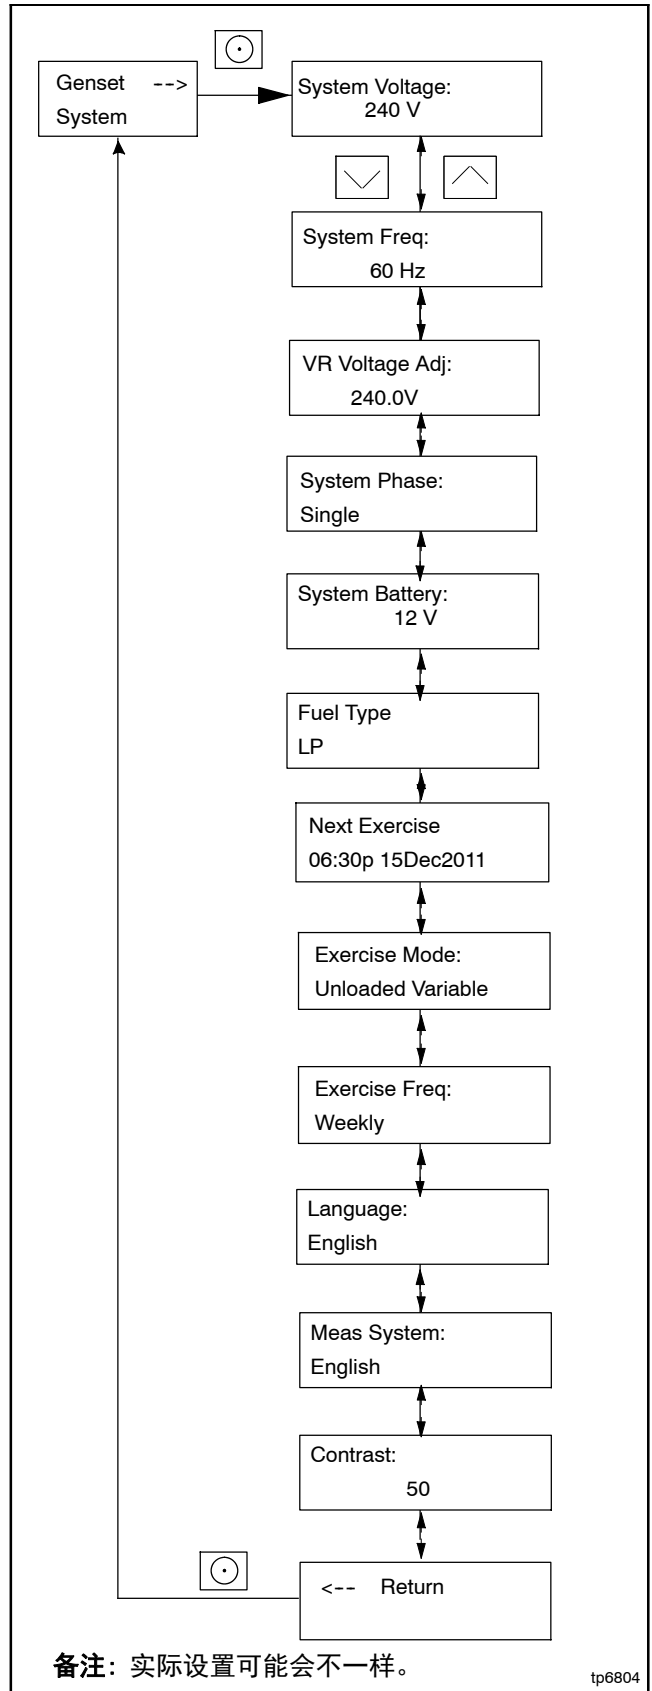 Genset -->
System
System Voltage:
240 V
System Freq:
60 Hz
VR Voltage Adj:
240.0V
System Phase:
Single
System Battery:
12 V
Fuel Type
LP
Next Exercise
06:30p 15Dec2011
Exercise Mode:
Unloaded Variable
Exercise Freq:
Weekly
Language:
English
Meas System:
English
Contrast:
50
<-- Return
备注：实际设置可能会不一样。
tp6804